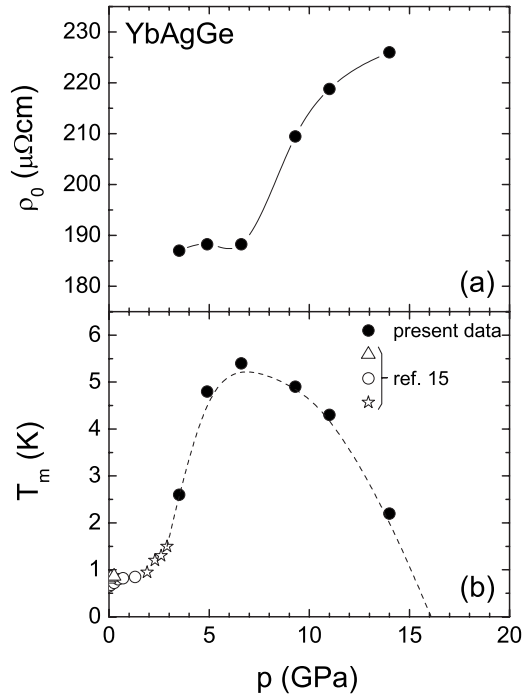 YbAgGe
230
220
210
200
190
180
ρ₀ (μΩcm)
(a)
6
5
4
3
2
1
0
Tₘ (K)
present data
ref. 15
(b)
0 5 10 15 20
p (GPa)